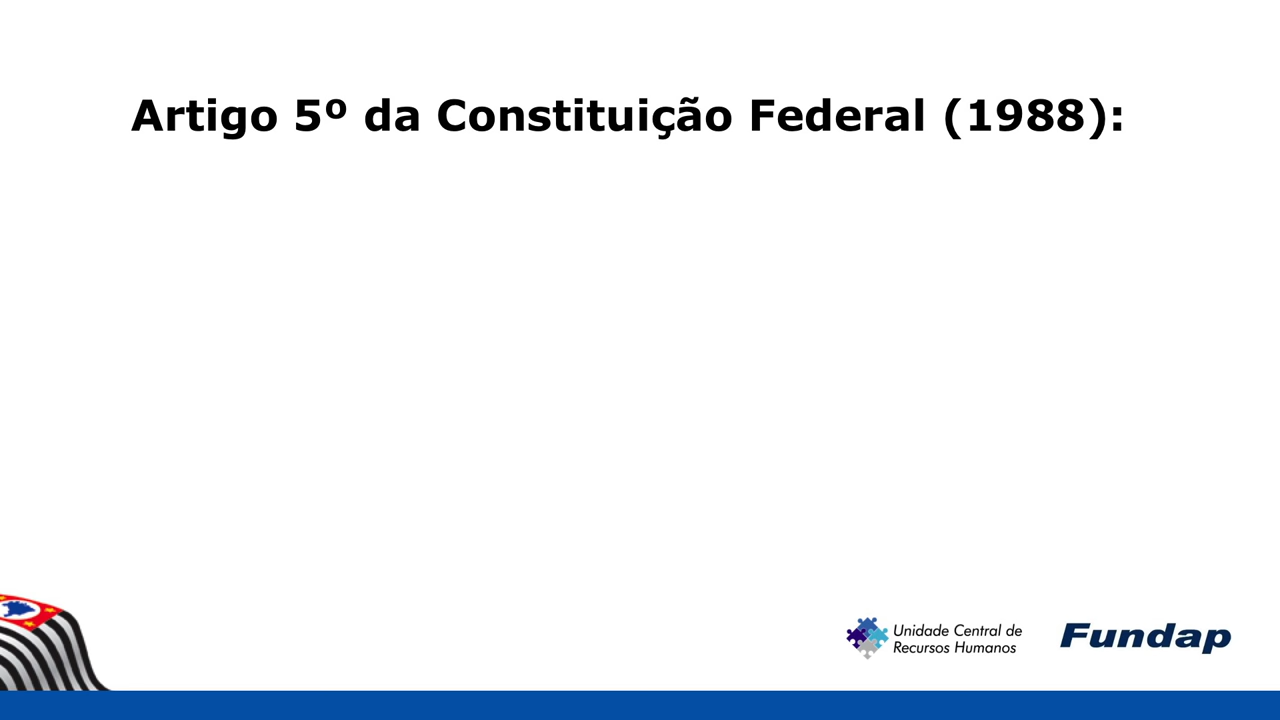 Artigo 5º da Constituição Federal (1988):
Unidade Central de
Recursos Humanos
Fundap